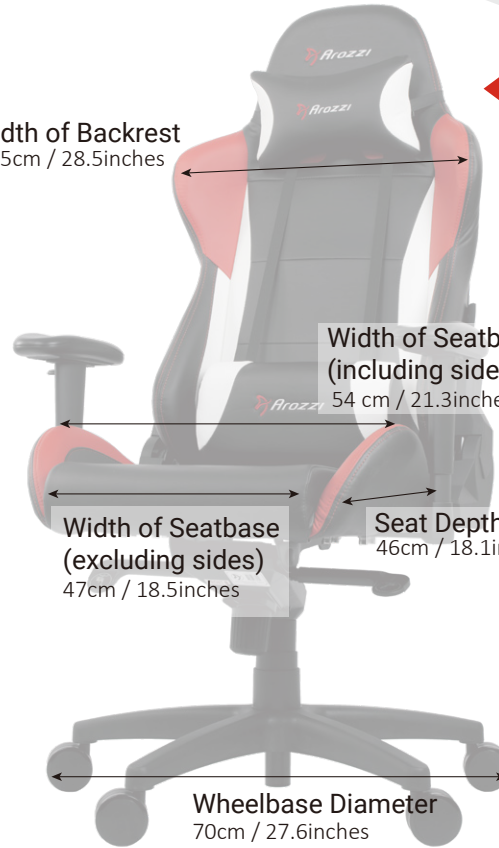 Arozzi
Arozzi
dth of Backrest
5cm / 28.5inches
Width of Seatb
(including side
54 cm / 21.3inche
Arozzi
Width of Seatbase
(excluding sides)
47cm / 18.5inches
Seat Depth
46cm / 18.1i
Wheelbase Diameter
70cm / 27.6inches